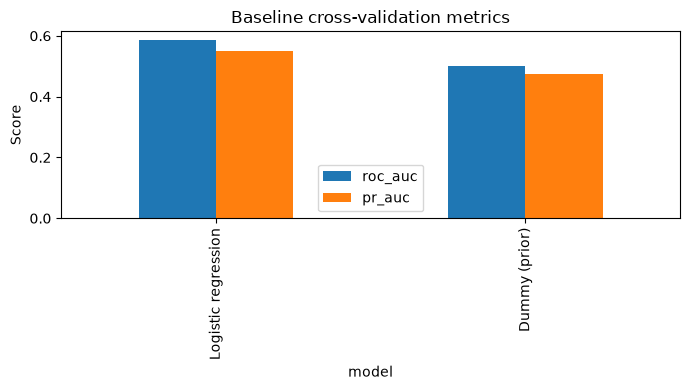 Baseline cross-validation metrics
Score
0.6
0.4
0.2
0.0
roc_auc
pr_auc
Logistic regression
Dummy (prior)
model